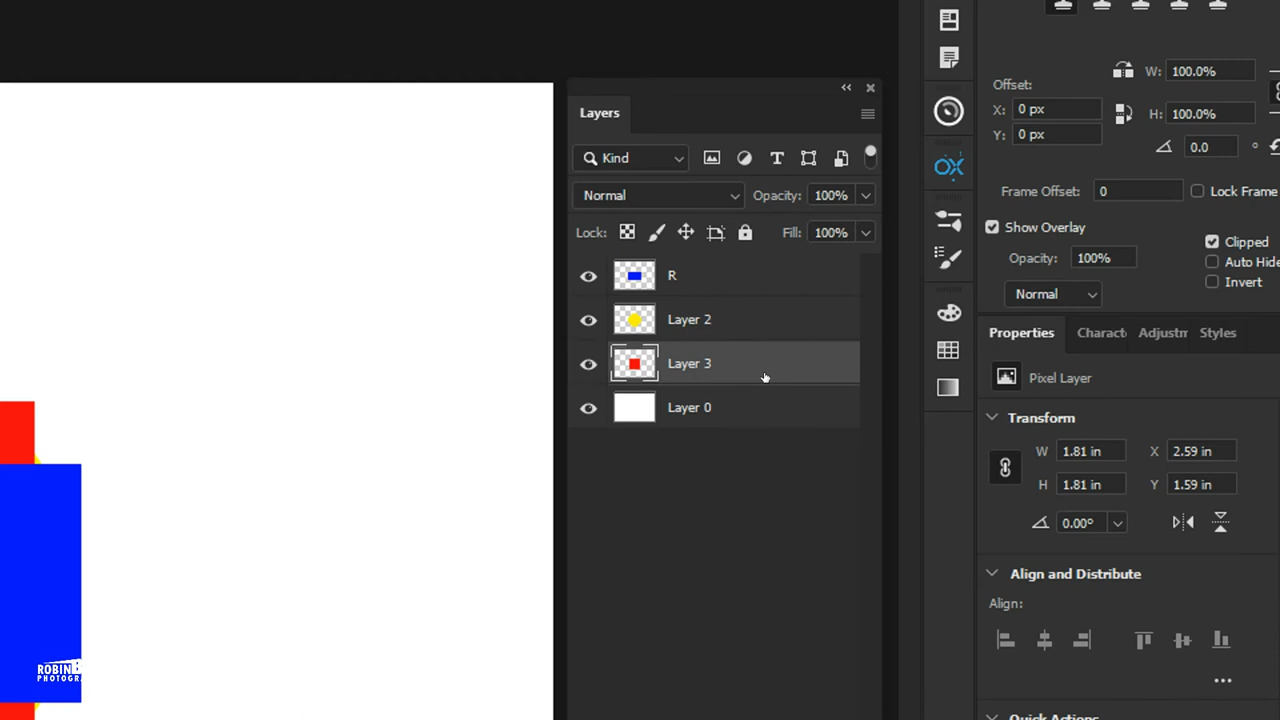 Layers
Kind
Normal Opacity: 100%
Lock: Fill: 100%
R
Layer 2
Layer 3
Layer 0
ROBIN
PHOTOGRA
W: 100.0%
Offset:
X: 0 px
H: 100.0%
Y: 0 px
0.0 °
Frame Offset: 0 Lock Frame
Show Overlay
Clipped
Opacity: 100%
Auto Hide
Invert
Normal
Properties Charact Adjustm Styles
Pixel Layer
Transform
W 1.81 in X 2.59 in
H 1.81 in Y 1.59 in
0.00°
Align and Distribute
Align:
Quick Actions